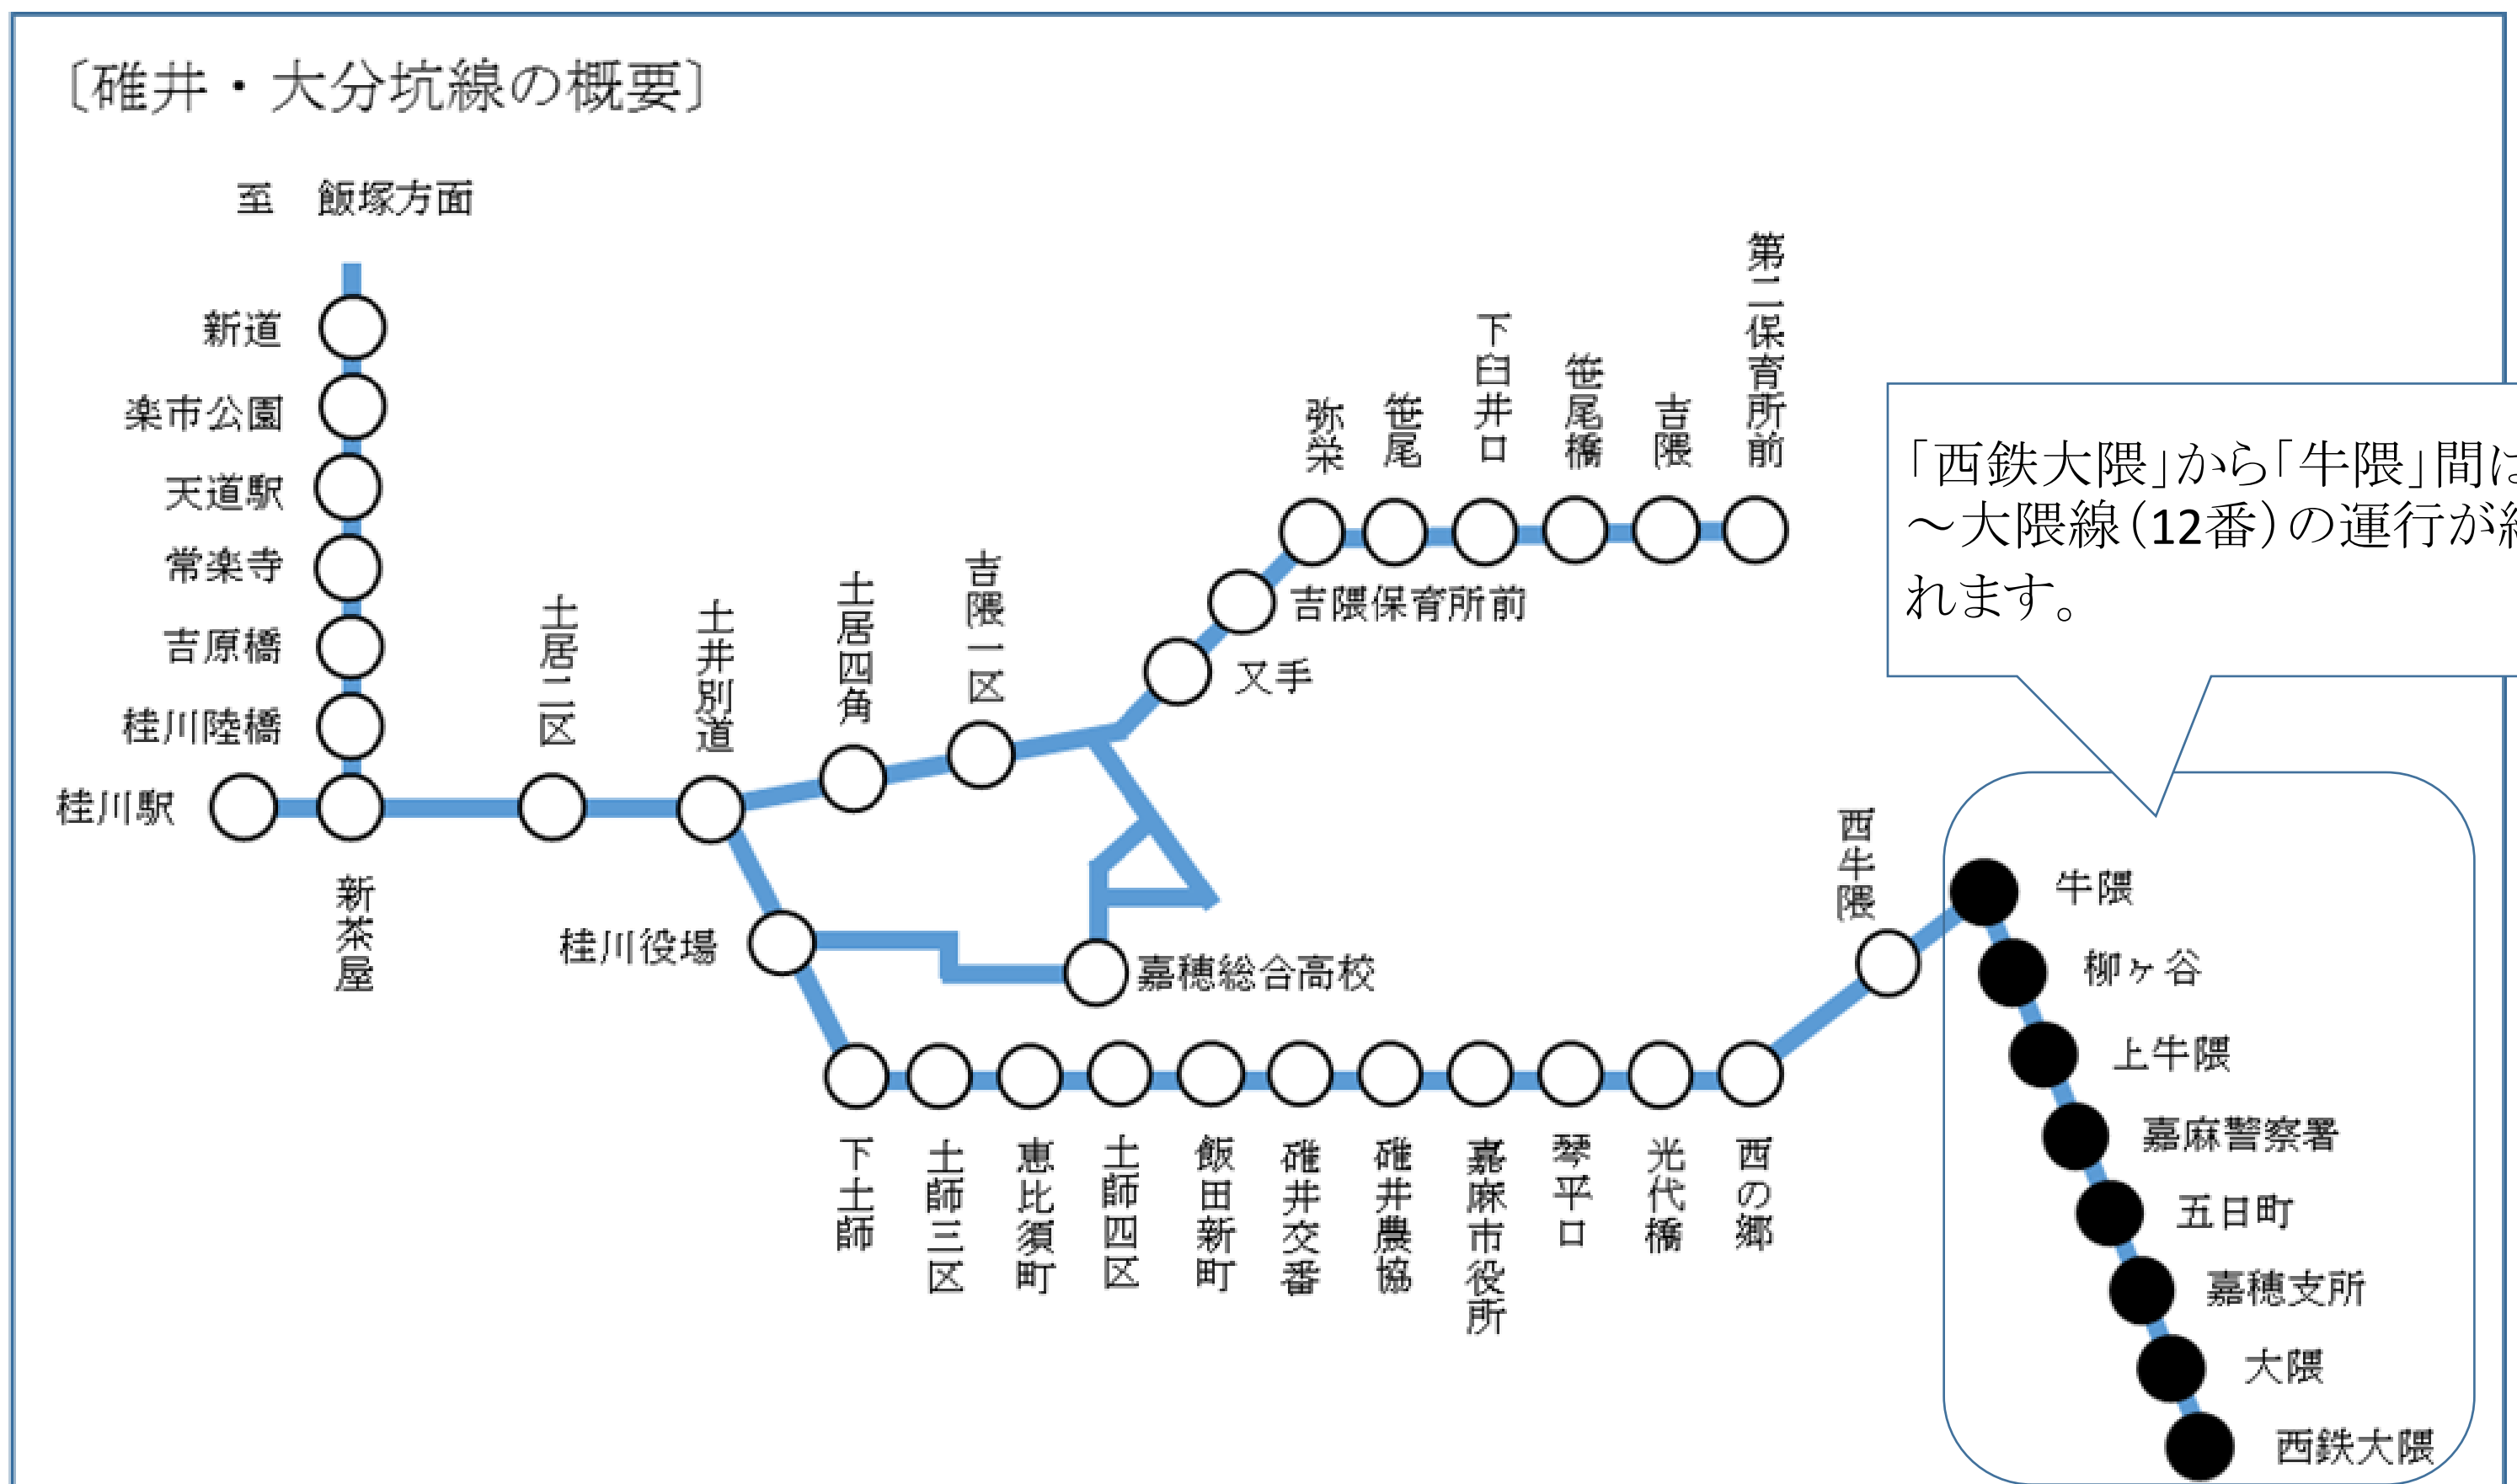 〔碓井・大分坑線の概要〕
至　飯塚方面
新道
楽市公園
天道駅
常楽寺
吉原橋
桂川陸橋
桂川駅
新茶屋
土居二区
土井別道
土居四角
吉隈一区
又手
吉隈保育所前
弥栄
笹尾
下臼井口
笹尾橋
吉隈
第二保育所前
桂川役場
嘉穂総合高校
下土師
土師三区
恵比須町
土師四区
飯田新町
碓井交番
碓井農協
嘉麻市役所
琴平口
光代橋
西の郷
西牛隈
「西鉄大隈」から「牛隈」間は
～大隈線（12番）の運行が
れます。
牛隈
柳ヶ谷
上牛隈
嘉麻警察署
五日町
嘉穂支所
大隈
西鉄大隈